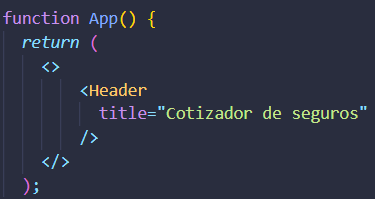 function App() {
  return (
    <>
        <Header
          title="Cotizador de seguros"
        />
    </>
  );